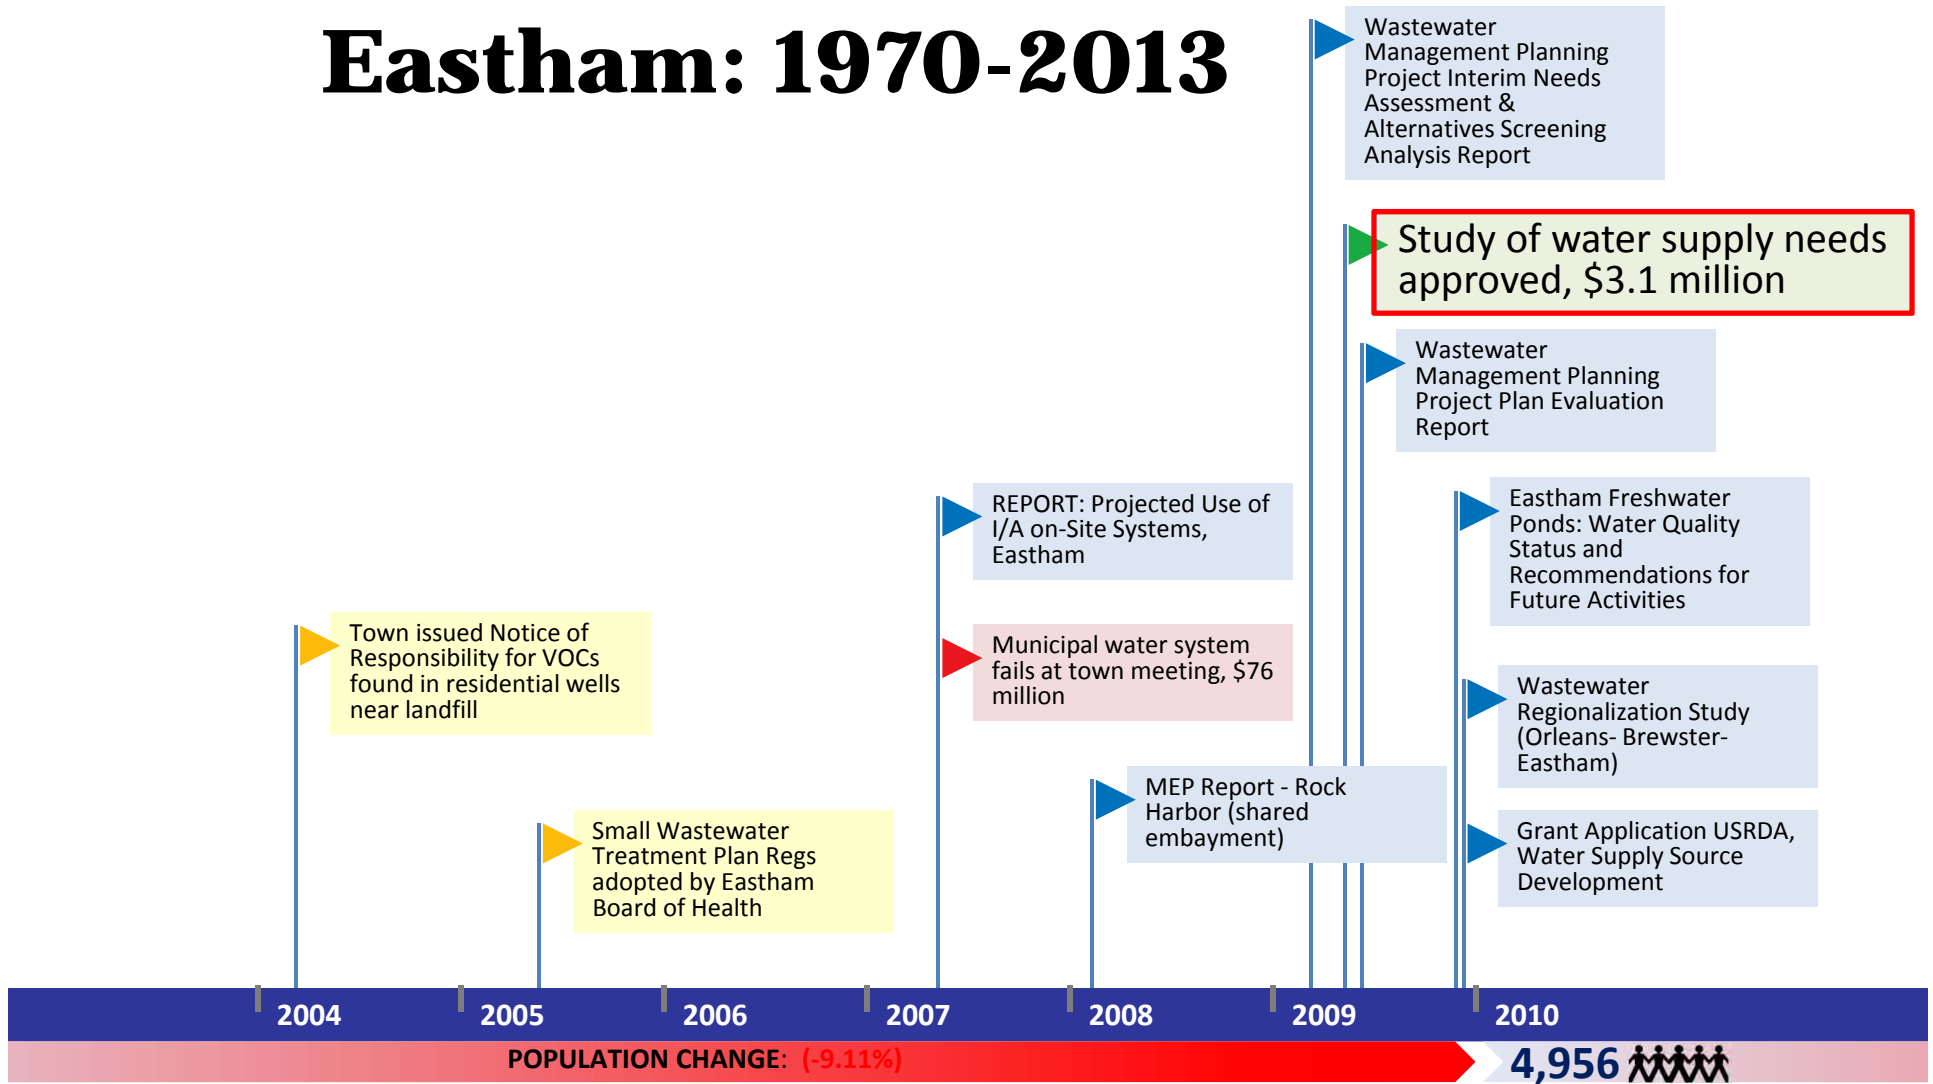 Eastham: 1970-2013
Wastewater
Management Planning
Project Interim Needs
Assessment &
Alternatives Screening
Analysis Report
Study of water supply needs
approved, $3.1 million
Wastewater
Management Planning
Project Plan Evaluation
Report
REPORT: Projected Use of
I/A on-Site Systems,
Eastham
Eastham Freshwater
Ponds: Water Quality
Status and
Recommendations for
Future Activities
Town issued Notice of
Responsibility for VOCs
found in residential wells
near landfill
Municipal water system
fails at town meeting, $76
million
Wastewater
Regionalization Study
(Orleans- Brewster-
Eastham)
MEP Report - Rock
Harbor (shared
embayment)
Small Wastewater
Treatment Plan Regs
adopted by Eastham
Board of Health
Grant Application USRDA,
Water Supply Source
Development
2004 2005 2006 2007 2008 2009 2010
POPULATION CHANGE: (-9.11%) 4,956